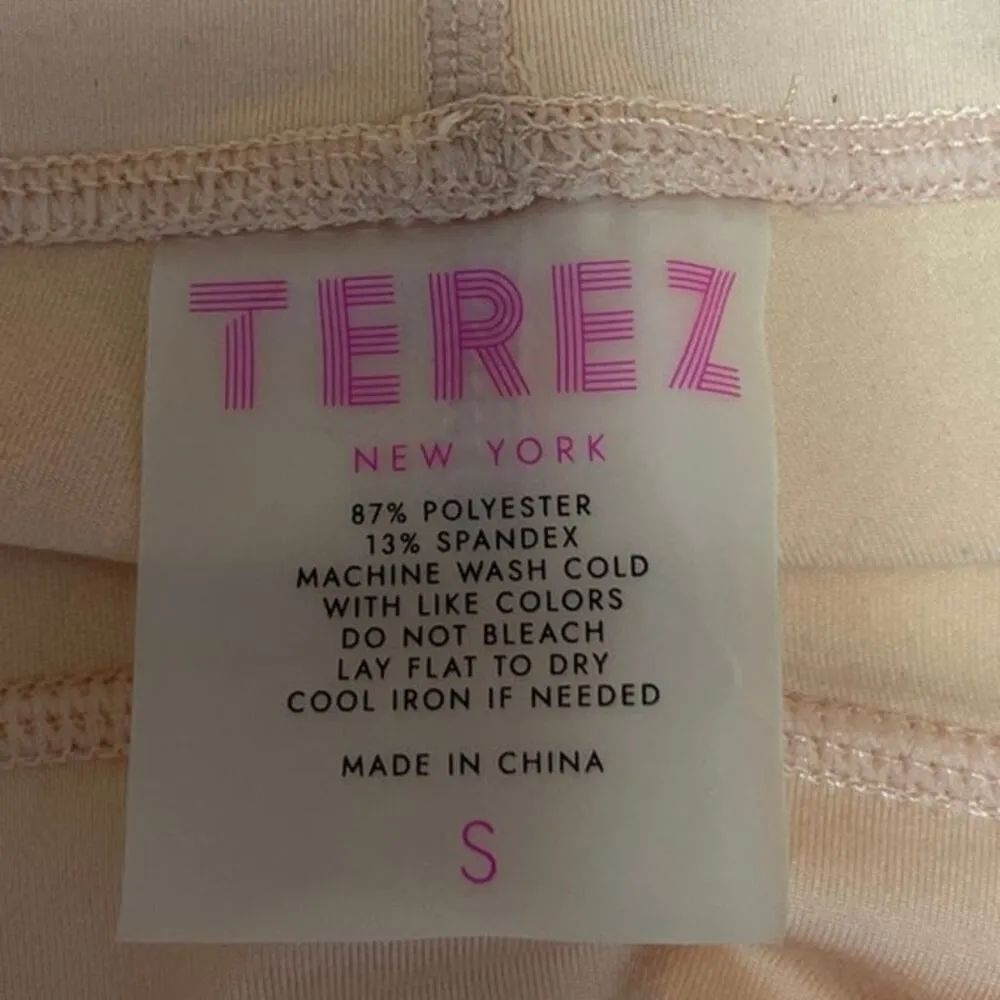 TEREZ
NEW YORK
87% POLYESTER
13% SPANDEX
MACHINE WASH COLD
WITH LIKE COLORS
DO NOT BLEACH
LAY FLAT TO DRY
COOL IRON IF NEEDED
MADE IN CHINA
S